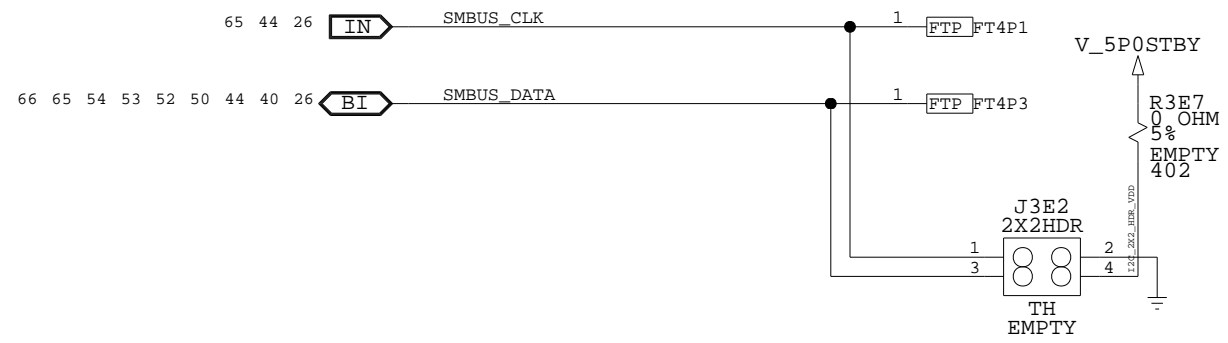 65 44 26 IN SMBUS_CLK 1 FTP FT4P1
V_5P0STBY
66 65 54 53 52 50 44 40 26 BI SMBUS_DATA 1 FTP FT4P3
R3E7
0 OHM
5%
EMPTY
402
I2C_2X2_HDR_VDD
J3E2
2X2HDR
1 2
3 4
TH
EMPTY